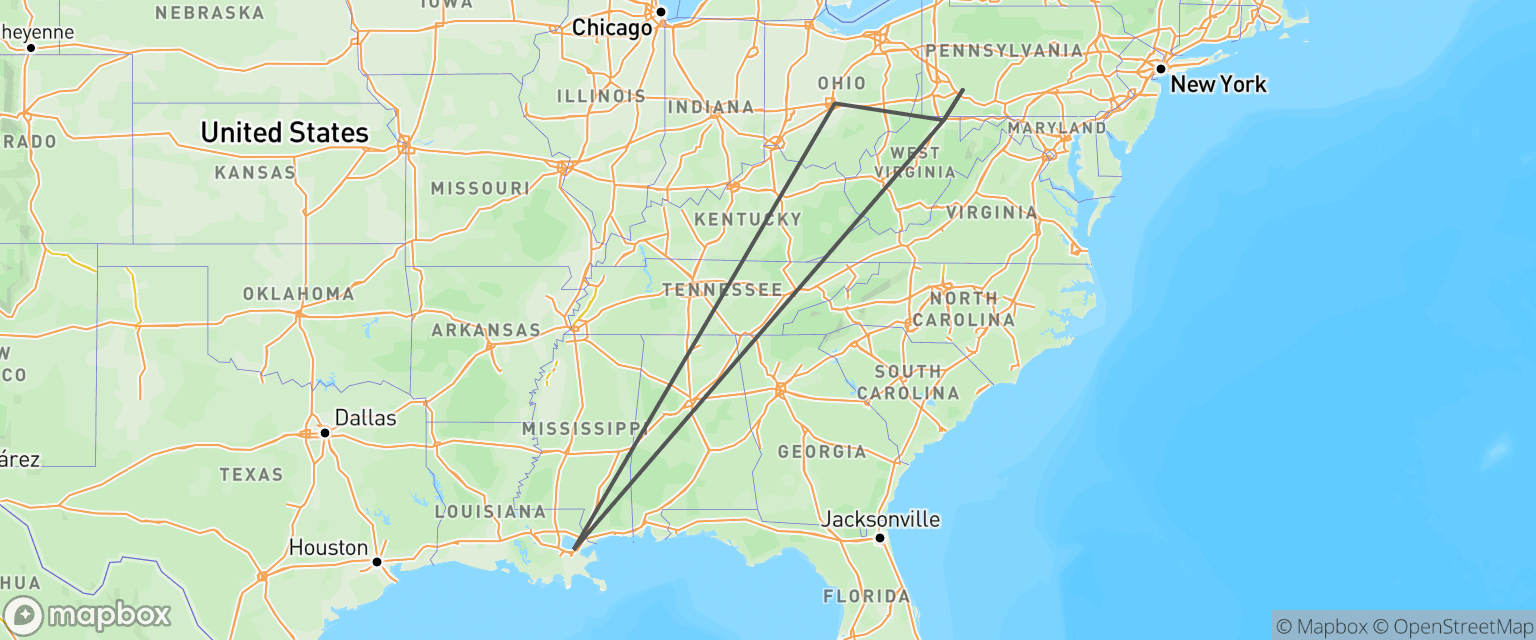 NEBRASKA
IOWA
heyenne
Chicago
PENNSYLVANIA
New York
OHIO
ILLINOIS
INDIANA
United States
MARYLAND
RADO
WEST
VIRGINIA
KANSAS
MISSOURI
KENTUCKY
VIRGINIA
OKLAHOMA
TENNESSEE
NORTH
CAROLINA
ARKANSAS
W
CO
SOUTH
CAROLINA
Dallas
MISSISSIPPI
árez
GEORGIA
TEXAS
LOUISIANA
Jacksonville
Houston
HUA
FLORIDA
mapbox
© Mapbox © OpenStreetMap